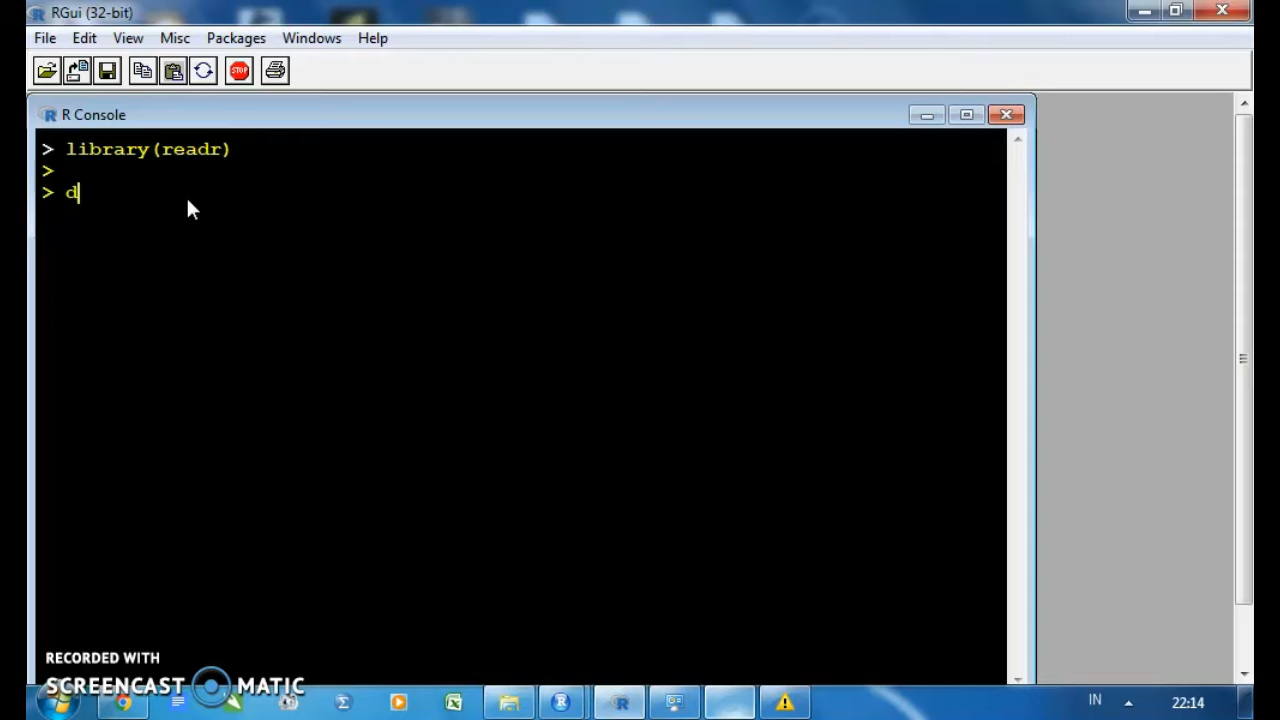 RGui (32-bit)
File Edit View Misc Packages Windows Help
STOP
R Console
> library(readr)
>
> d
RECORDED WITH
SCREENCAST MATIC
IN 22:14